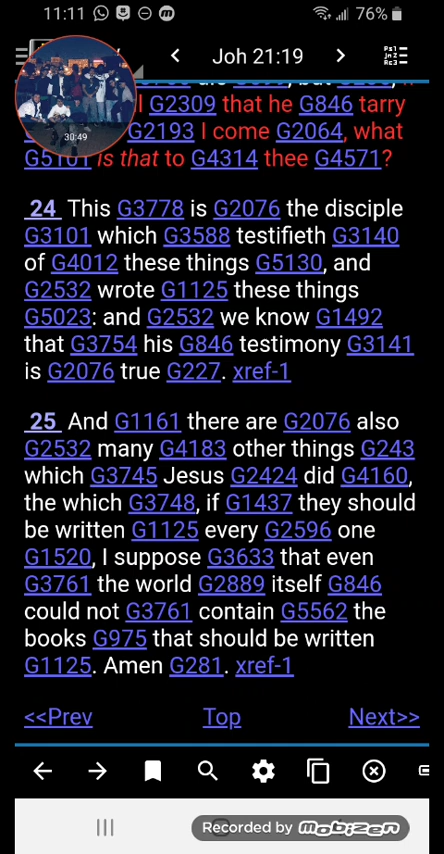 11:11 76%
Joh 21:19
I G2309 that he G846 tarry
30:49
G2193 I come G2064, what
G5101 is that to G4314 thee G4571?
24 This G3778 is G2076 the disciple
G3101 which G3588 testifieth G3140
of G4012 these things G5130, and
G2532 wrote G1125 these things
G5023: and G2532 we know G1492
that G3754 his G846 testimony G3141
is G2076 true G227. xref-1
25 And G1161 there are G2076 also
G2532 many G4183 other things G243
which G3745 Jesus G2424 did G4160,
the which G3748, if G1437 they should
be written G1125 every G2596 one
G1520, I suppose G3633 that even
G3761 the world G2889 itself G846
could not G3761 contain G5562 the
books G975 that should be written
G1125. Amen G281. xref-1
<<Prev Top Next>>
Recorded by Mobizen